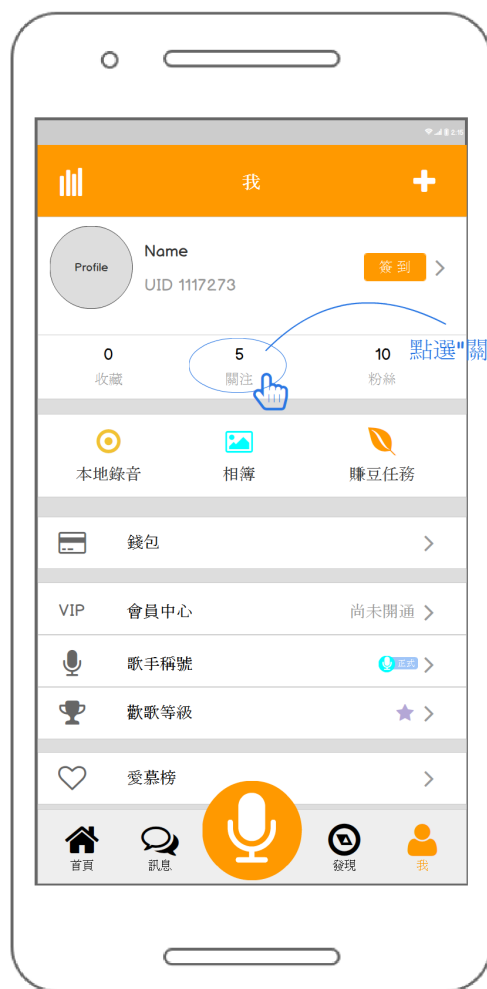 我
Profile
Name
UID 1117273
簽到
0
5
10
點選"關
收藏
關注
粉絲
本地錄音
相簿
賺豆任務
錢包
VIP 會員中心 尚未開通
歌手稱號 正式
歡歌等級
愛慕榜
首頁
訊息
發現
我